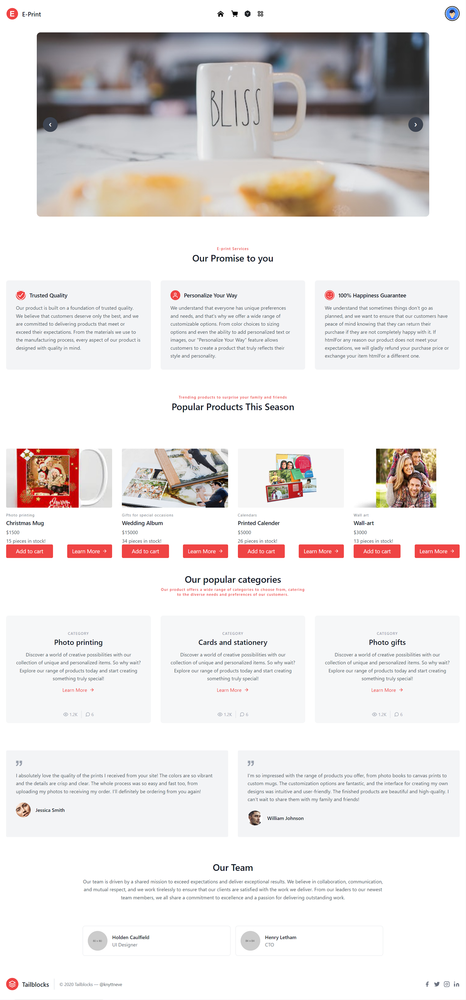 E E-Print
BLISS
E-print Services
Our Promise to you
Trusted Quality
Our product is built on a foundation of trusted quality.
We believe that customers deserve only the best, and we
are committed to delivering products that meet or
exceed their expectations. From the materials we use to
the manufacturing process, every aspect of our product is
designed with quality in mind.
Personalize Your Way
We understand that everyone has unique preferences
and needs, and that's why we offer a wide range of
customizable options. From color choices to sizing
options and even the ability to add personalized text or
images, our "Personalize Your Way" feature allows
customers to create a product that truly reflects their
style and personality.
100% Happiness Guarantee
We understand that sometimes things don't go as
planned, and we want to ensure that our customers have
peace of mind knowing that they can return their
purchase if they are not completely happy with it. If
htmlFor any reason our product does not meet your
expectations, we will gladly refund your purchase price or
exchange your item htmlFor a different one.
Trending products to surprise your family and friends
Popular Products This Season
Merry
Photo printing
Christmas Mug
$1500
15 pieces in stock!
Add to cart
Learn More →
Gifts for special occasions
Wedding Album
$15000
34 pieces in stock!
Add to cart
Learn More →
Calendars
Printed Calender
$5000
26 pieces in stock!
Add to cart
Learn More →
Wall art
Wall-art
$3000
13 pieces in stock!
Add to cart
Learn More →
Our popular categories
Our product offers a wide range of categories to choose from, catering
to the diverse needs and preferences of our customers.
CATEGORY
Photo printing
Discover a world of creative possibilities with our
collection of unique and personalized items. So why wait?
Explore our range of products today and start creating
something truly special!
Learn More →
1.2K 6
CATEGORY
Cards and stationery
Discover a world of creative possibilities with our
collection of unique and personalized items. So why wait?
Explore our range of products today and start creating
something truly special!
Learn More →
1.2K 6
CATEGORY
Photo gifts
Discover a world of creative possibilities with our
collection of unique and personalized items. So why wait?
Explore our range of products today and start creating
something truly special!
Learn More →
1.2K 6
I absolutely love the quality of the prints I received from your site! The colors are so vibrant
and the details are crisp and clear. The whole process was so easy and fast too, from
uploading my photos to receiving my order. I'll definitely be ordering from you again!
Jessica Smith
I'm so impressed with the range of products you offer, from photo books to canvas prints to
custom mugs. The customization options are fantastic, and the interface for creating my own
designs was intuitive and user-friendly. The finished products are beautiful and high-quality. I
can't wait to share them with my family and friends!
William Johnson
Our Team
Our team is driven by a shared mission to exceed expectations and deliver exceptional results. We believe in collaboration, communication,
and mutual respect, and we work tirelessly to ensure that our clients are satisfied with the work we deliver. From our leaders to our newest
team members, we all share a commitment to excellence and a passion for delivering outstanding work.
80 x 80
Holden Caulfield
UI Designer
84 x 84
Henry Letham
CTO
Tailblocks
© 2020 Tailblocks — @knyttneve